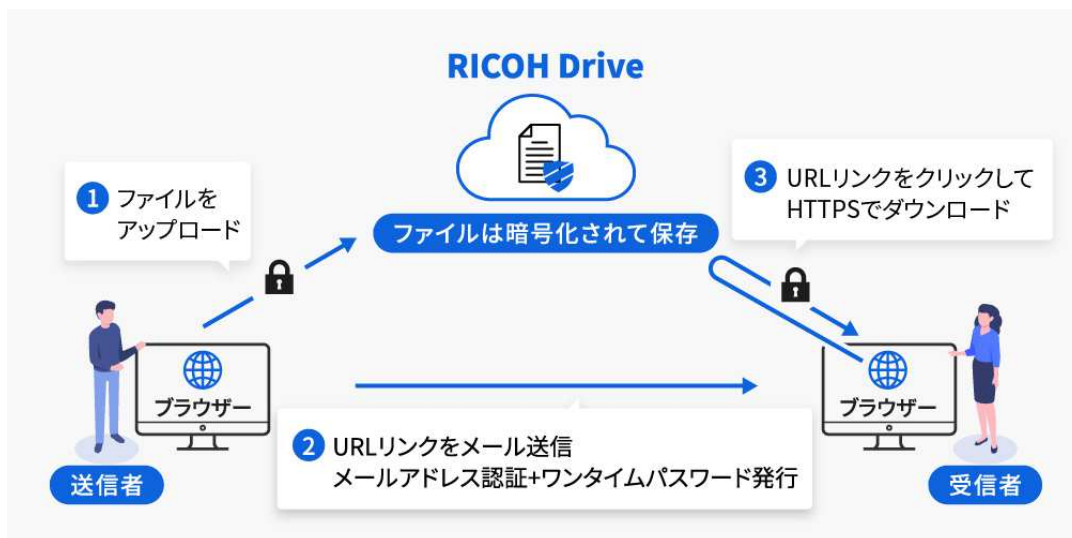 RICOH Drive
ファイルは暗号化されて保存
1 ファイルを
アップロード
3 URLリンクをクリックして
HTTPSでダウンロード
ブラウザー
ブラウザー
2 URLリンクをメール送信
メールアドレス認証+ワンタイムパスワード発行
送信者
受信者